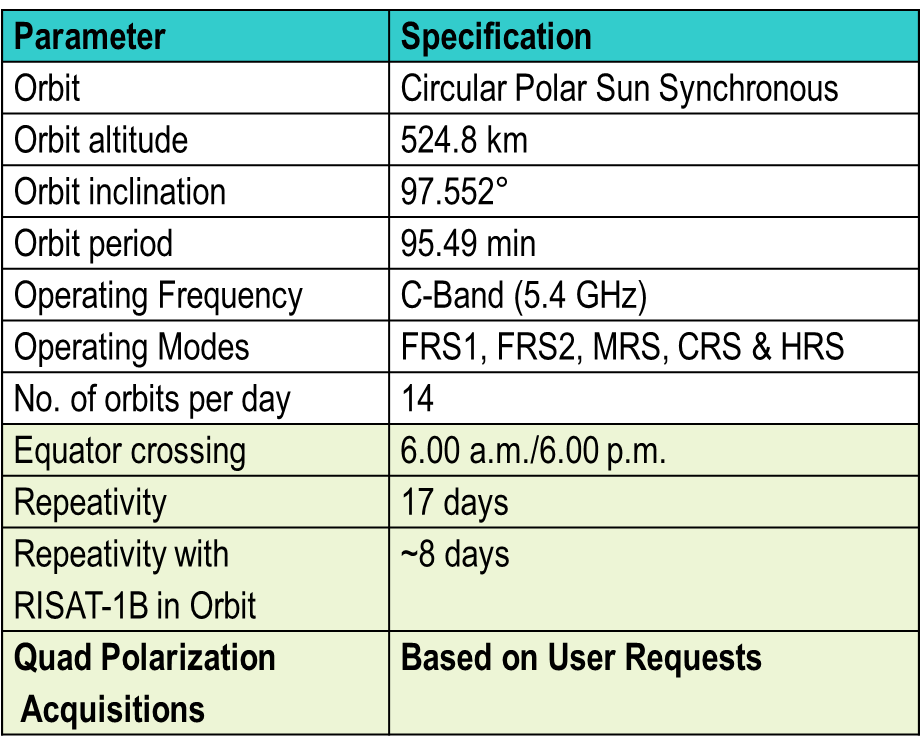 Parameter Specification
Orbit Circular Polar Sun Synchronous
Orbit altitude 524.8 km
Orbit inclination 97.552°
Orbit period 95.49 min
Operating Frequency C-Band (5.4 GHz)
Operating Modes FRS1, FRS2, MRS, CRS & HRS
No. of orbits per day 14
Equator crossing 6.00 a.m./6.00 p.m.
Repeativity 17 days
Repeativity with ~8 days
RISAT-1B in Orbit
Quad Polarization Based on User Requests
Acquisitions